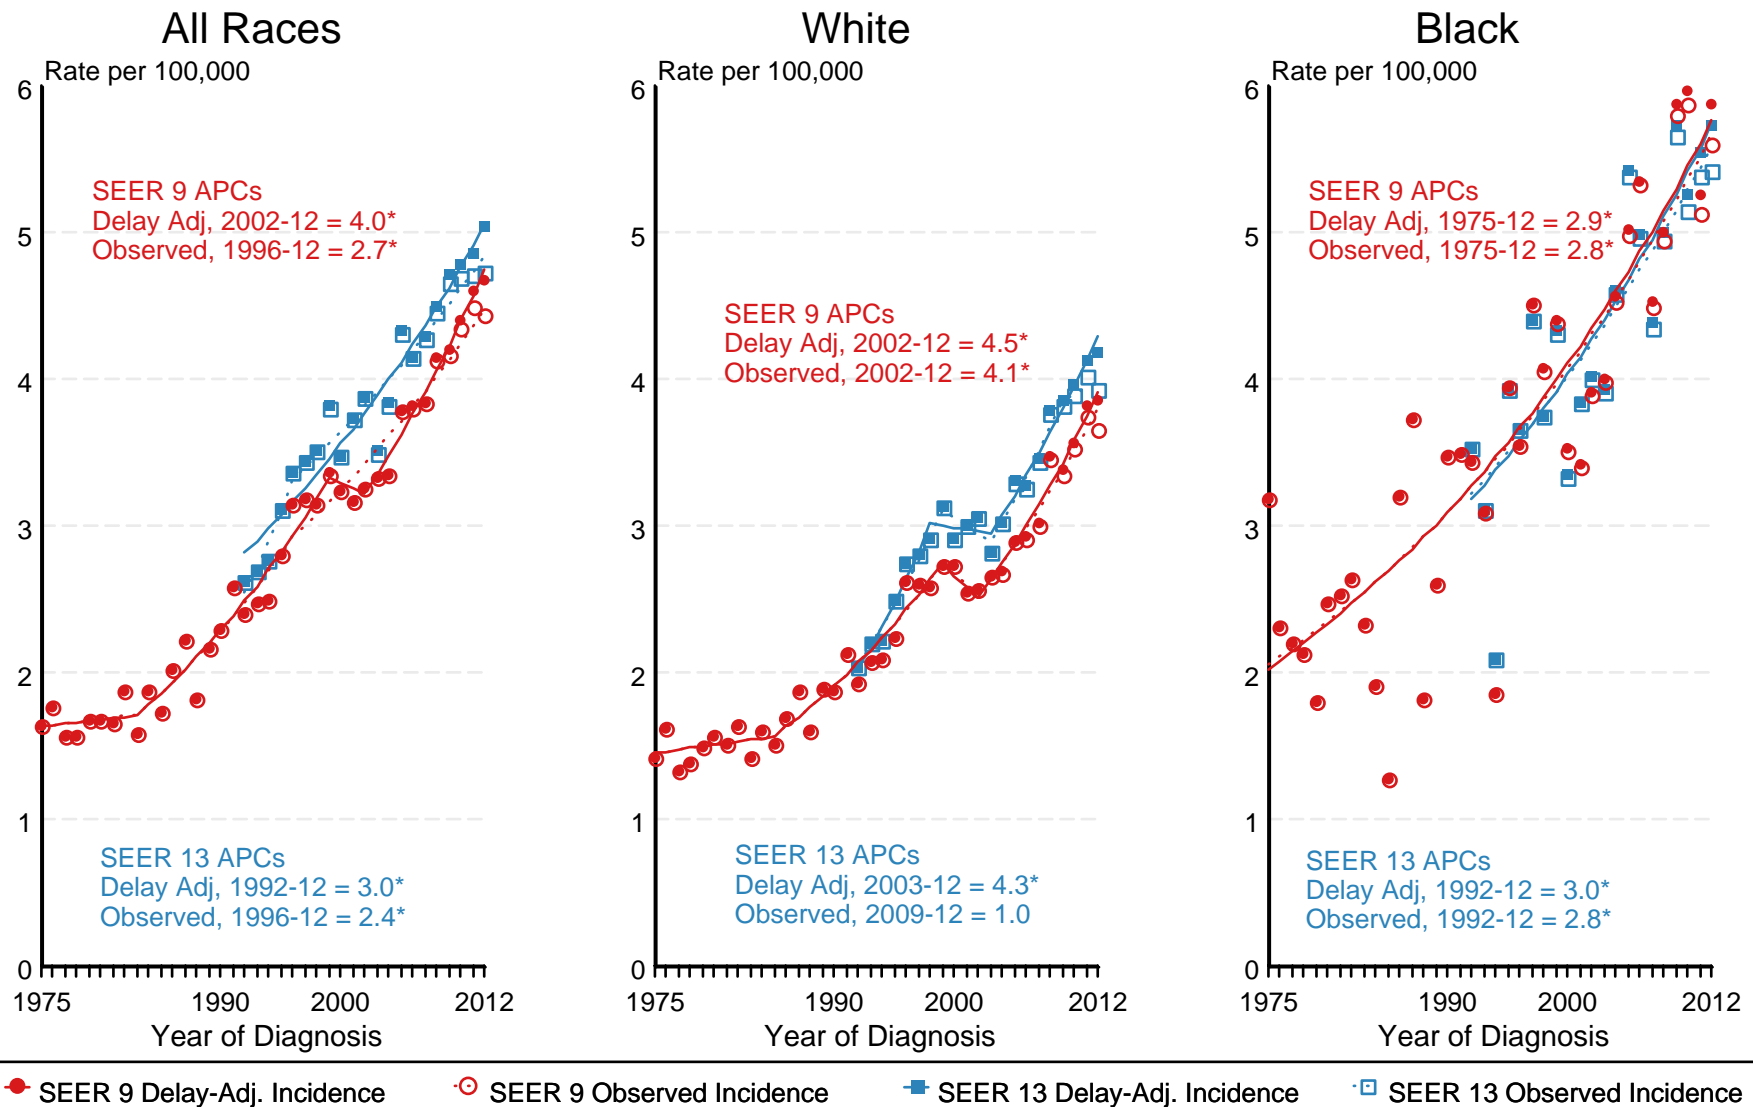 All Races
Rate per 100,000
6
5
4
3
2
1
0
SEER 9 APCs
Delay Adj, 2002-12 = 4.0*
Observed, 1996-12 = 2.7*
SEER 13 APCs
Delay Adj, 1992-12 = 3.0*
Observed, 1996-12 = 2.4*
1975 1990 2000 2012
Year of Diagnosis
White
Rate per 100,000
6
5
4
3
2
1
0
SEER 9 APCs
Delay Adj, 2002-12 = 4.5*
Observed, 2002-12 = 4.1*
SEER 13 APCs
Delay Adj, 2003-12 = 4.3*
Observed, 2009-12 = 1.0
1975 1990 2000 2012
Year of Diagnosis
Black
Rate per 100,000
6
5
4
3
2
1
0
SEER 9 APCs
Delay Adj, 1975-12 = 2.9*
Observed, 1975-12 = 2.8*
SEER 13 APCs
Delay Adj, 1992-12 = 3.0*
Observed, 1992-12 = 2.8*
1975 1990 2000 2012
Year of Diagnosis
SEER 9 Delay-Adj. Incidence SEER 9 Observed Incidence SEER 13 Delay-Adj. Incidence SEER 13 Observed Incidence